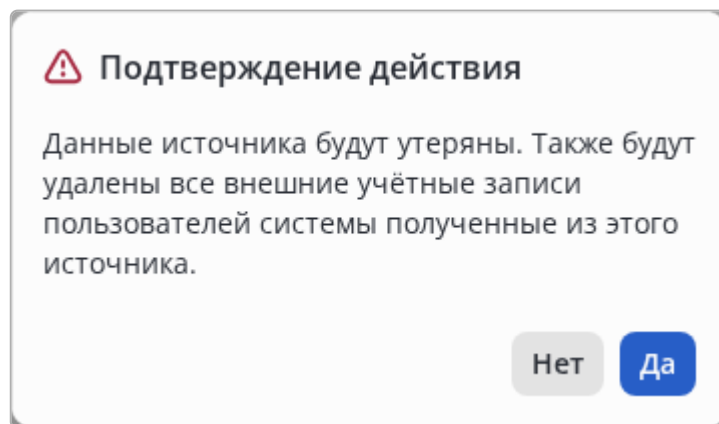 Подтверждение действия
Данные источника будут утеряны. Также будут
удалены все внешние учётные записи
пользователей системы полученные из этого
источника.
Нет
Да